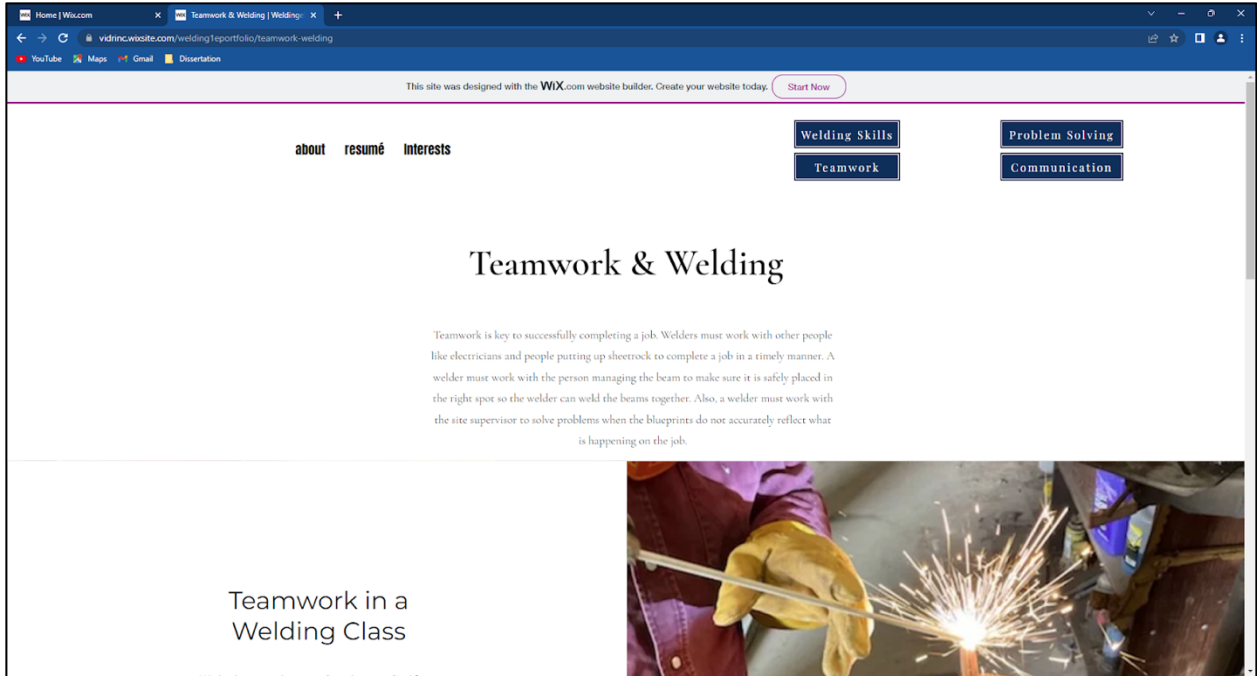 Home | Wix.com
Teamwork & Welding | Welding
vidrinc.wixsite.com/welding1eportfolio/teamwork-welding
YouTube Maps Gmail Dissertation
This site was designed with the WiX.com website builder. Create your website today. Start Now
about resumé Interests
Welding Skills Problem Solving
Teamwork Communication
Teamwork & Welding
Teamwork is key to successfully completing a job. Welders must work with other people
like electricians and people putting up sheetrock to complete a job in a timely manner. A
welder must work with the person managing the beam to make sure it is safely placed in
the right spot so the welder can weld the beams together. Also, a welder must work with
the site supervisor to solve problems when the blueprints do not accurately reflect what
is happening on the job.
Teamwork in a
Welding Class